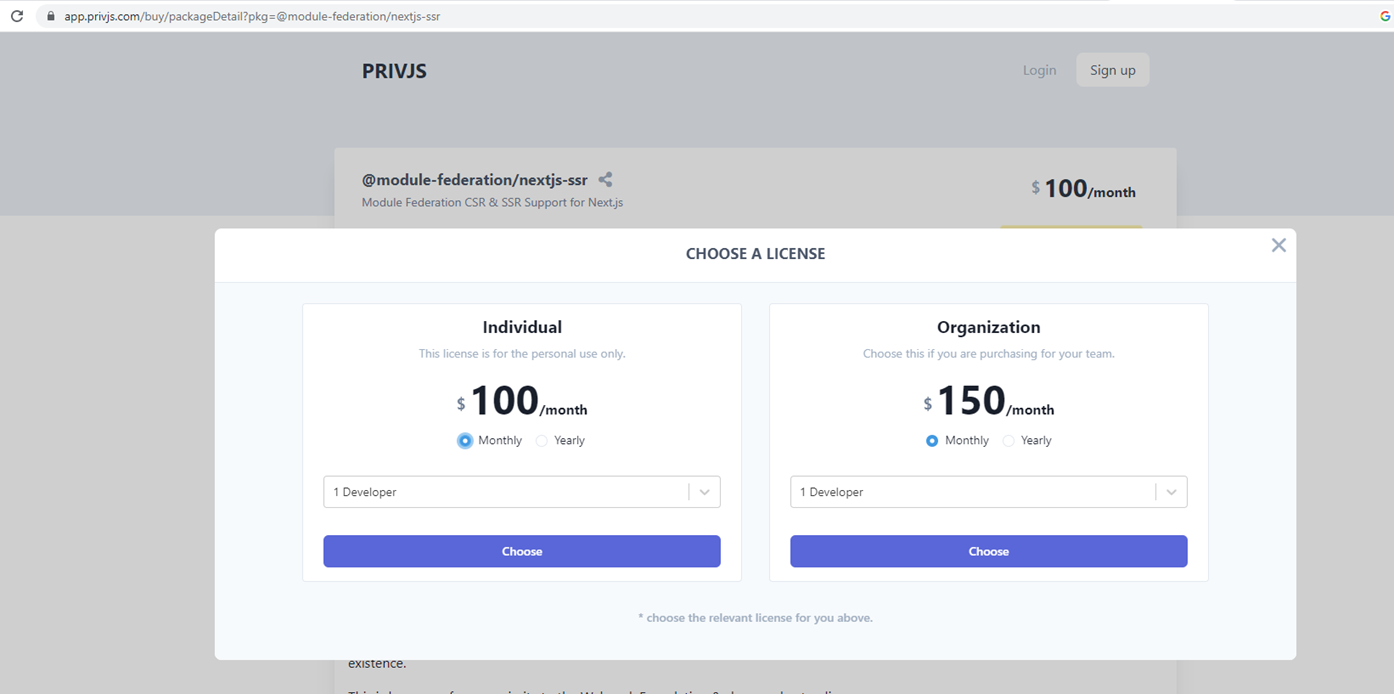 app.privjs.com/buy/packageDetail?pkg=@module-federation/nextjs-ssr
PRIVJS
Login
Sign up
@module-federation/nextjs-ssr
$ 100/month
Module Federation CSR & SSR Support for Next.js
CHOOSE A LICENSE
Individual
This license is for the personal use only.
$ 100/month
Monthly Yearly
1 Developer
Choose
Organization
Choose this if you are purchasing for your team.
$ 150/month
Monthly Yearly
1 Developer
Choose
* choose the relevant license for you above.
existence.